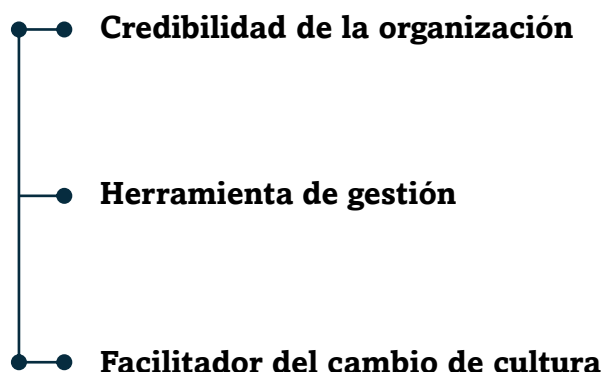 Credibilidad de la organización
Herramienta de gestión
Facilitador del cambio de cultura